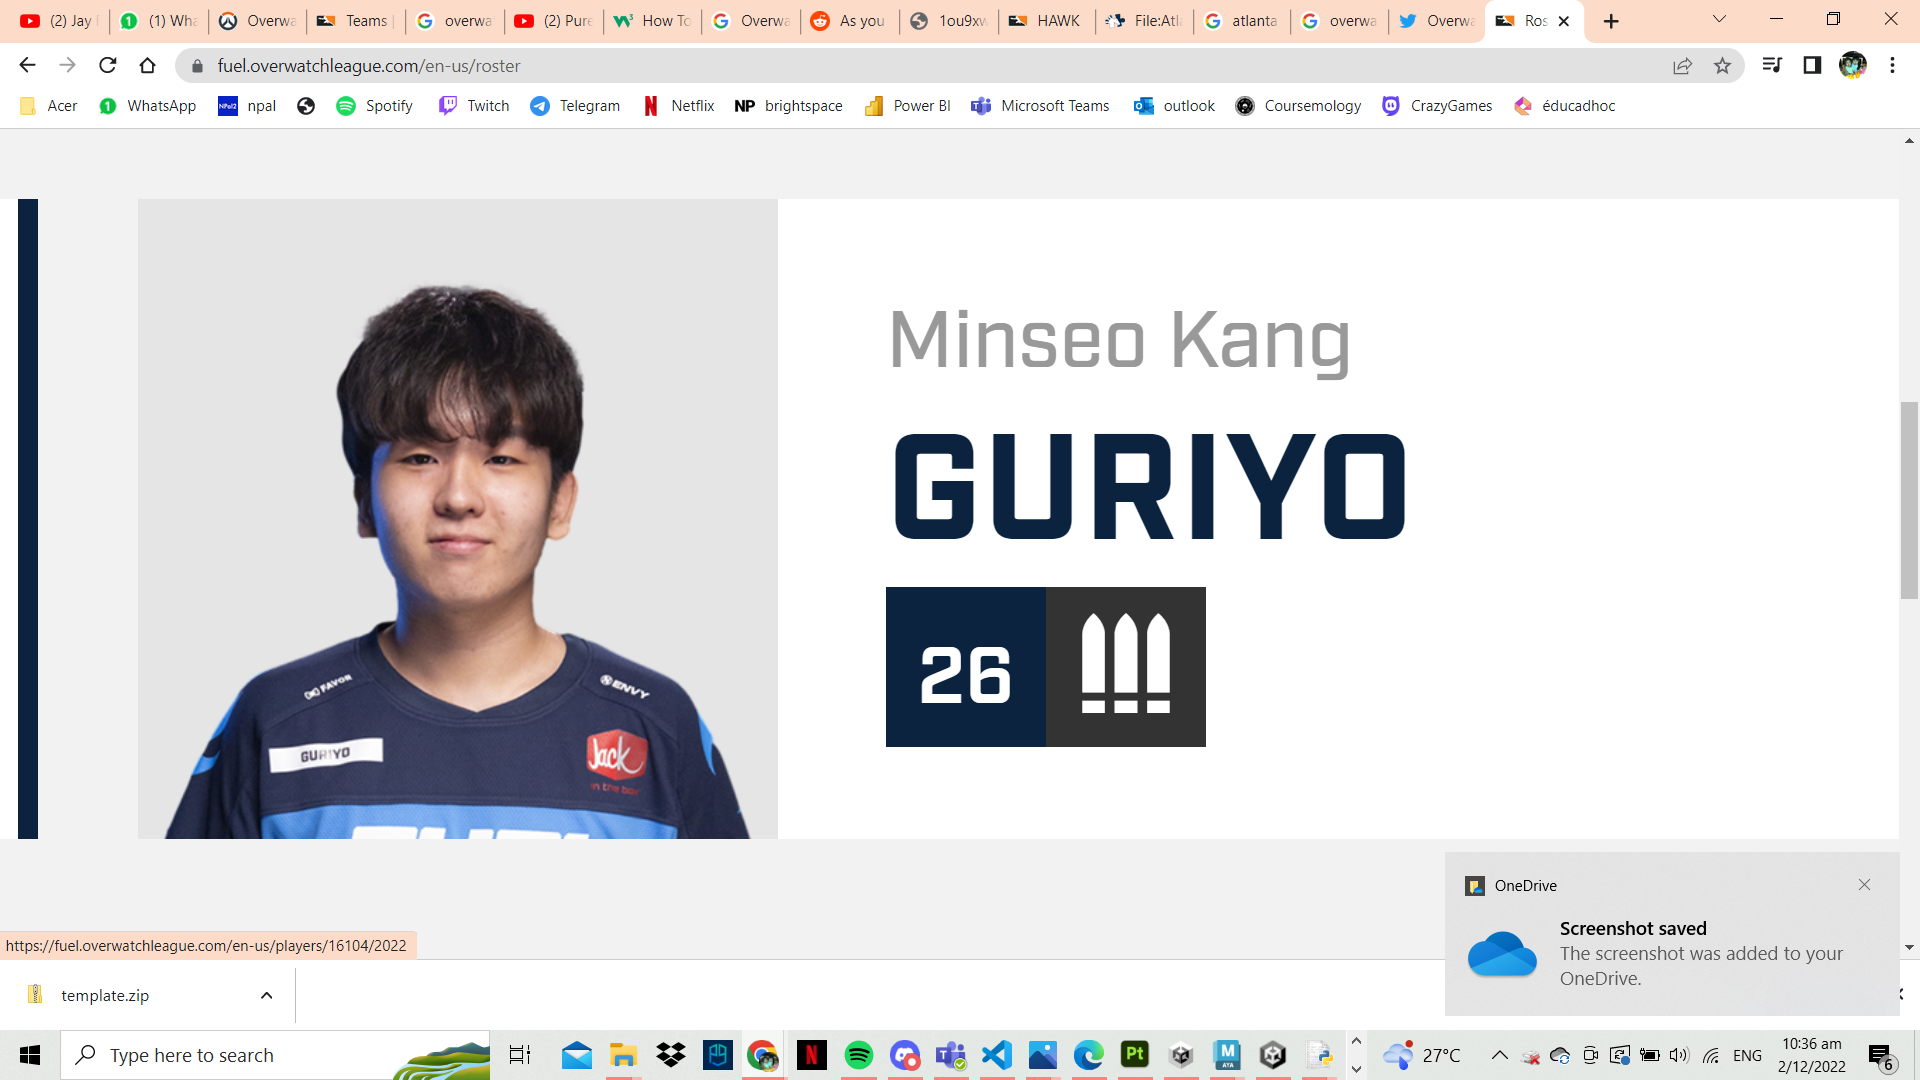 (2) Jay
(1) Wha
Overwa
Teams
overwa
(2) Pure
How To
Overwa
As you
1ou9xw
HAWK
File:Atla
atlanta
overwa
Overwa
Ros
fuel.overwatchleague.com/en-us/roster
Acer
WhatsApp
npal
Spotify
Twitch
Telegram
Netflix
NP brightspace
Power BI
Microsoft Teams
outlook
Coursemology
CrazyGames
éducadhoc
Minseo Kang
GURIYO
26
FAVOR
ENVY
GURIYO
Jack
in the box
OneDrive
Screenshot saved
The screenshot was added to your
OneDrive.
https://fuel.overwatchleague.com/en-us/players/16104/2022
template.zip
Type here to search
27°C
ENG
10:36 am
2/12/2022
6